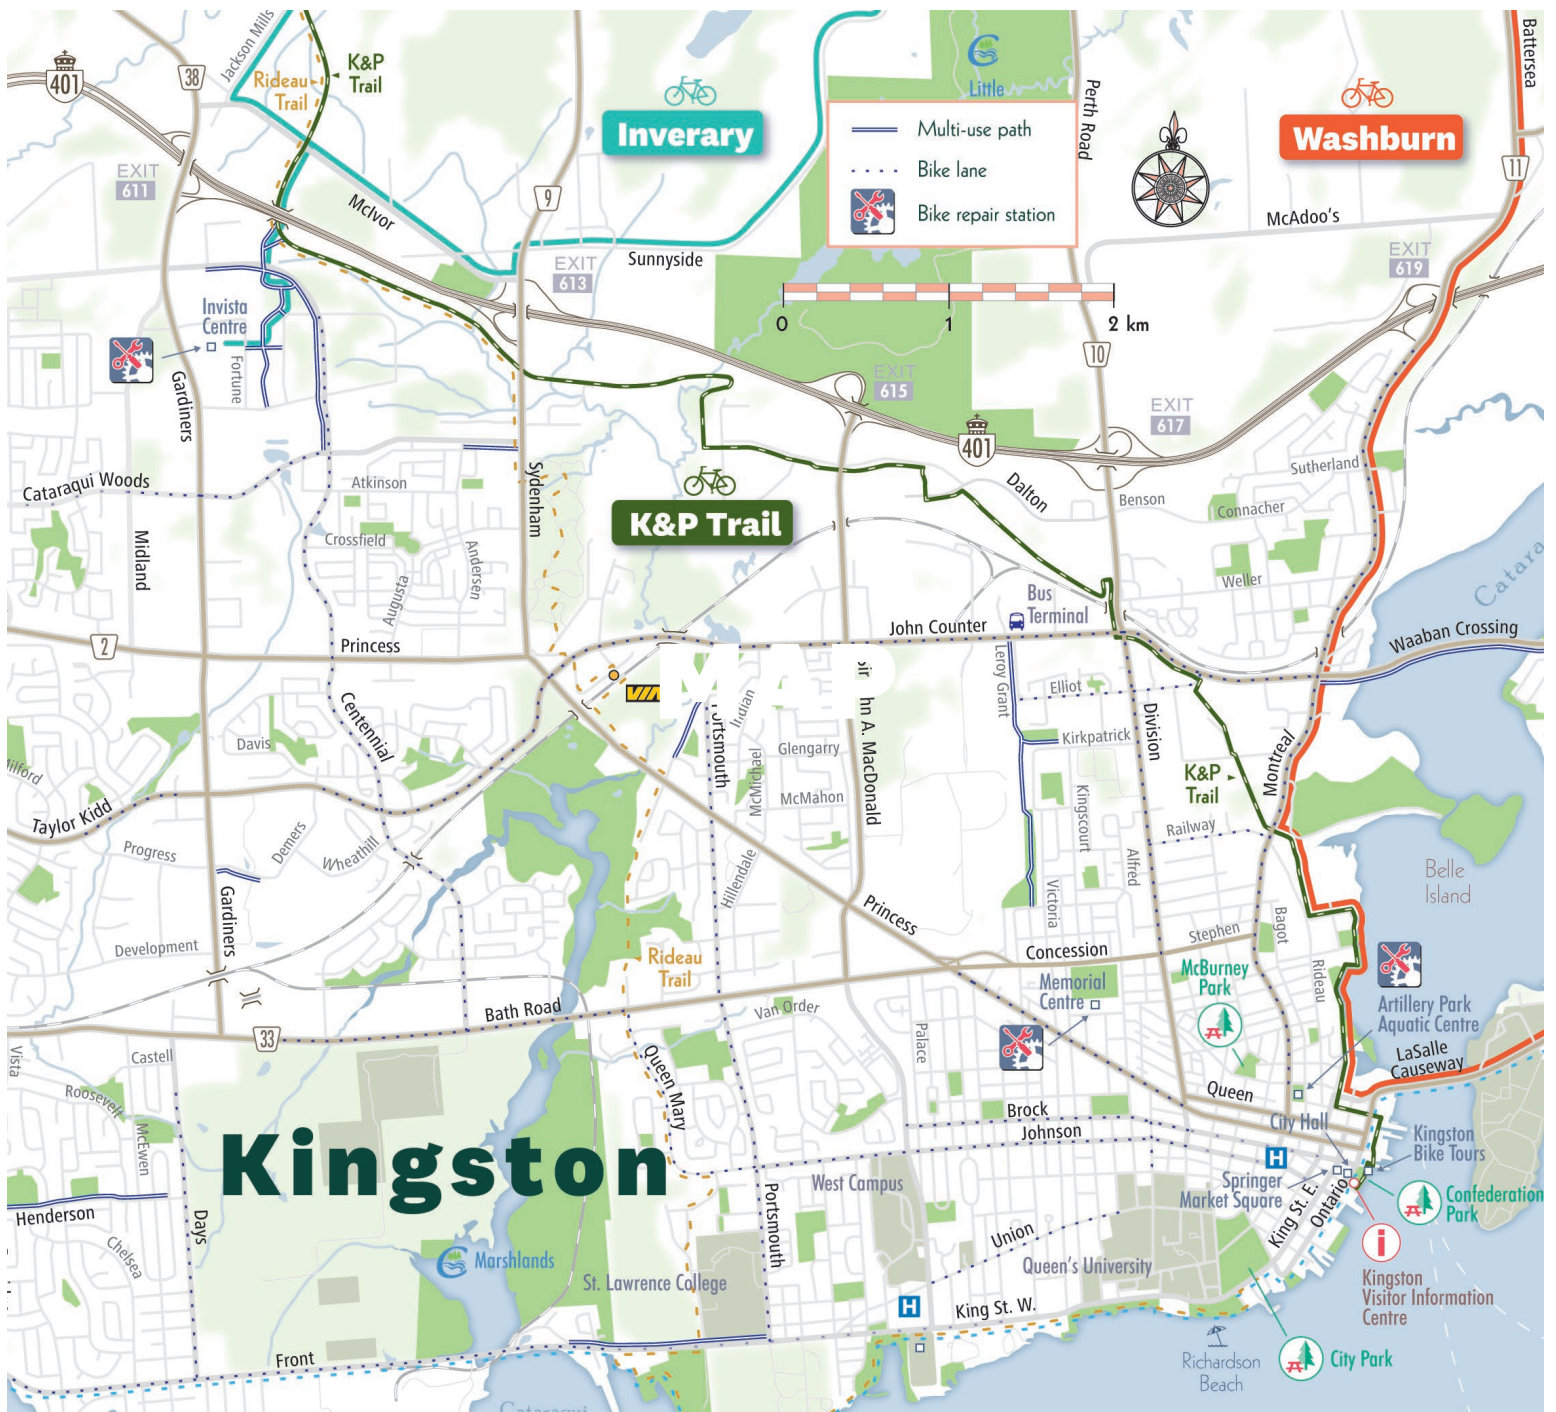 Jackson Mills
K&P
Trail
Rideau
Trail
401
38
Battersea
Little
Perth Road
Inverary
Multi-use path
Bike lane
Bike repair station
Washburn
11
EXIT
611
9
McIvor
McAdoo's
Sunnyside
EXIT
613
EXIT
619
0
1
2 km
Invista
Centre
Fortune
Gardiners
10
EXIT
615
EXIT
617
401
Sutherland
Cataraqui Woods
Atkinson
Sydenham
K&P Trail
Dalton
Benson
Connacher
Midland
Crossfield
Andersen
Augusta
Weller
Bus
Terminal
John Counter
Waaban Crossing
2
Princess
MAP
VIA
Leroy Grant
Elliot
Indian
Portsmouth
Centennial
Davis
Glengarry
McMichael
McMahon
Sir John A. MacDonald
Kirkpatrick
Division
Montreal
K&P
Trail
Kingscourt
Taylor Kidd
Progress
Demers
Wheathill
Railway
Alfred
Hillendale
Belle
Island
Victoria
Gardiners
Princess
Bagot
Development
Stephen
Concession
Rideau
Trail
McBurney
Park
Rideau
Memorial
Centre
Artillery Park
Aquatic Centre
Bath Road
Van Order
33
Palace
Vista
Castell
Queen Mary
LaSalle
Causeway
Roosevelt
McEwen
Queen
Brock
Johnson
City Hall
Kingston
Bike Tours
Kingston
H
West Campus
Springer
Market Square
Confederation
Park
Henderson
Days
Portsmouth
King St. E.
Ontario
i
Chelsea
Marshlands
Union
Queen's University
St. Lawrence College
Kingston
Visitor Information
Centre
H
King St. W.
Front
Richardson
Beach
City Park